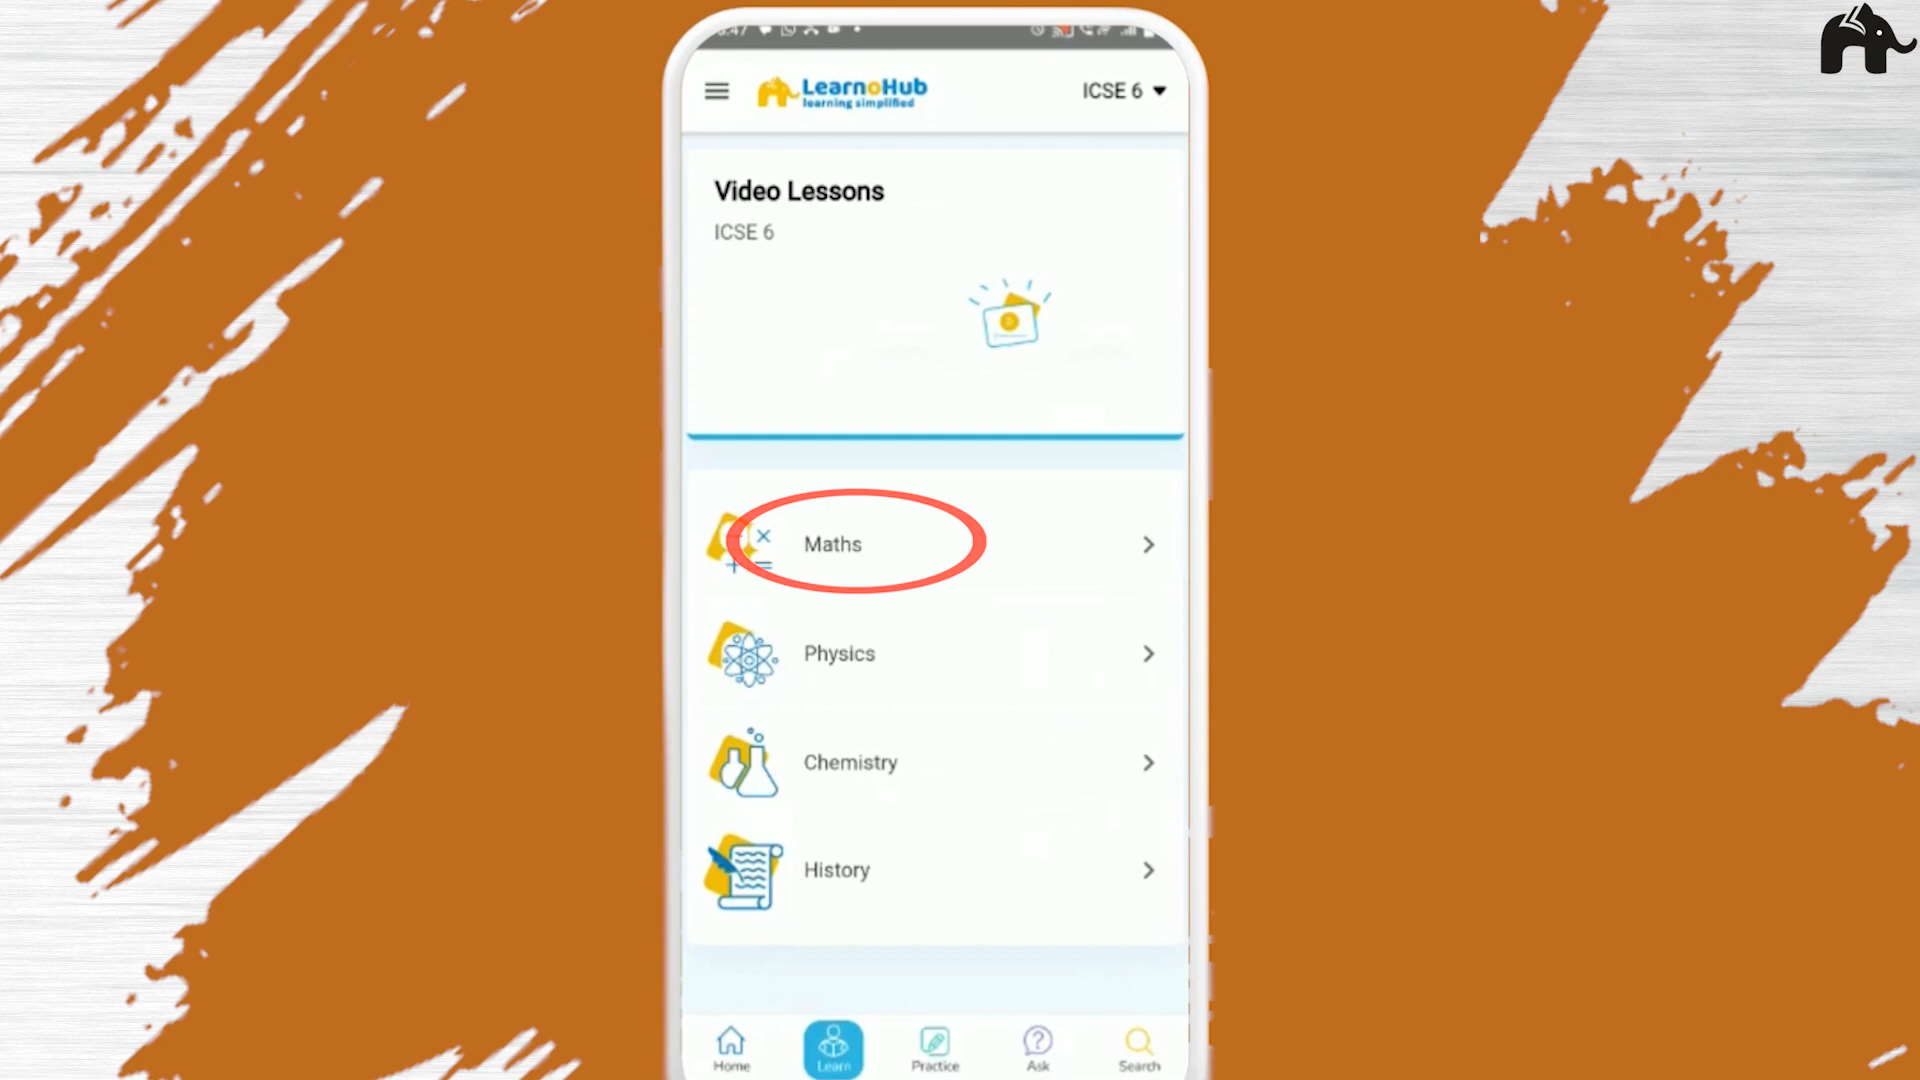 LearnoHub
learning simplified
ICSE 6
Video Lessons
ICSE 6
Maths
Physics
Chemistry
History
Home
Learn
Practice
Ask
Search